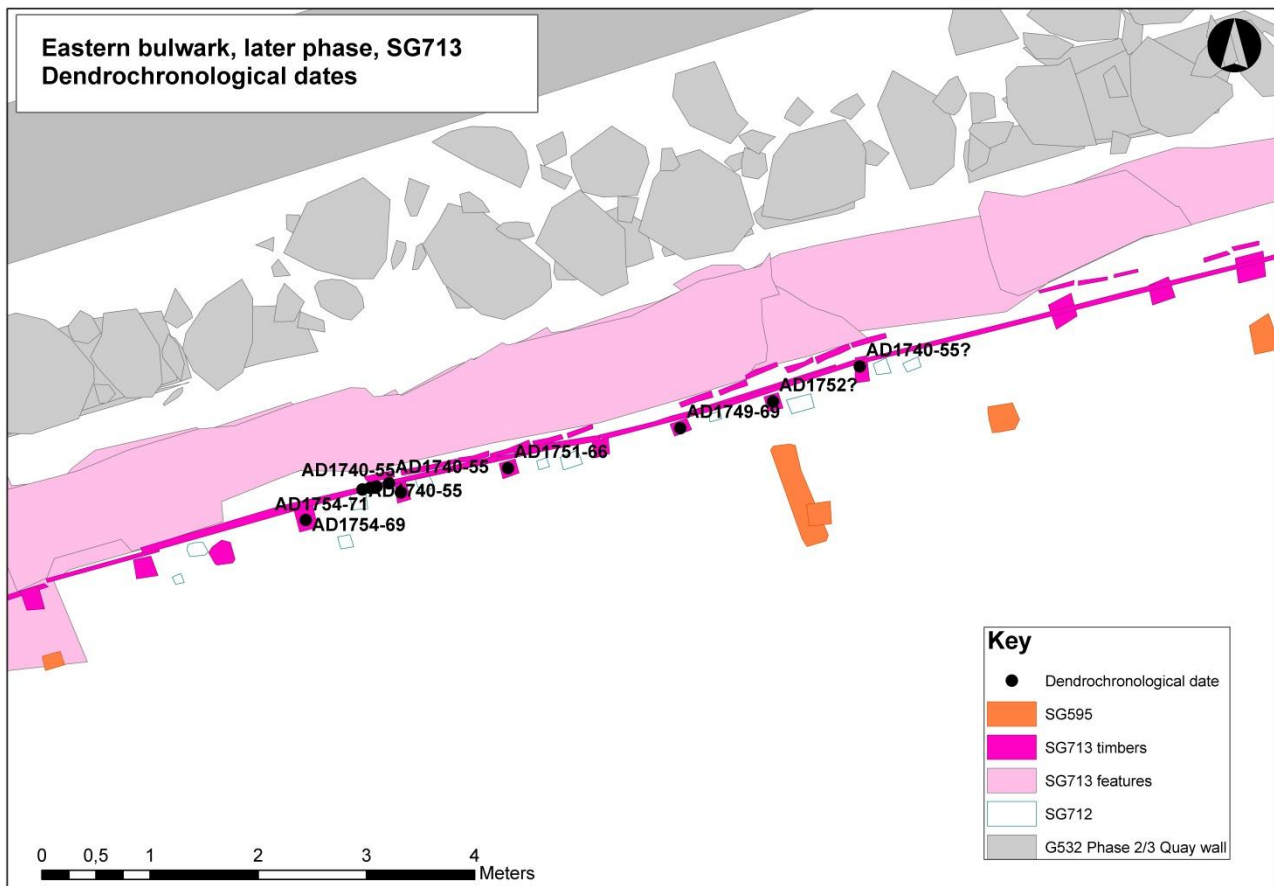 Eastern bulwark, later phase, SG713
Dendrochronological dates
AD1740-55?
AD1752?
AD1749-69
AD1751-66
AD1740-55
AD1740-55
AD1740-55
AD1754-71
AD1754-69
Key
Dendrochronological date
SG595
SG713 timbers
SG713 features
SG712
G532 Phase 2/3 Quay wall
0 0,5 1 2 3 4
Meters